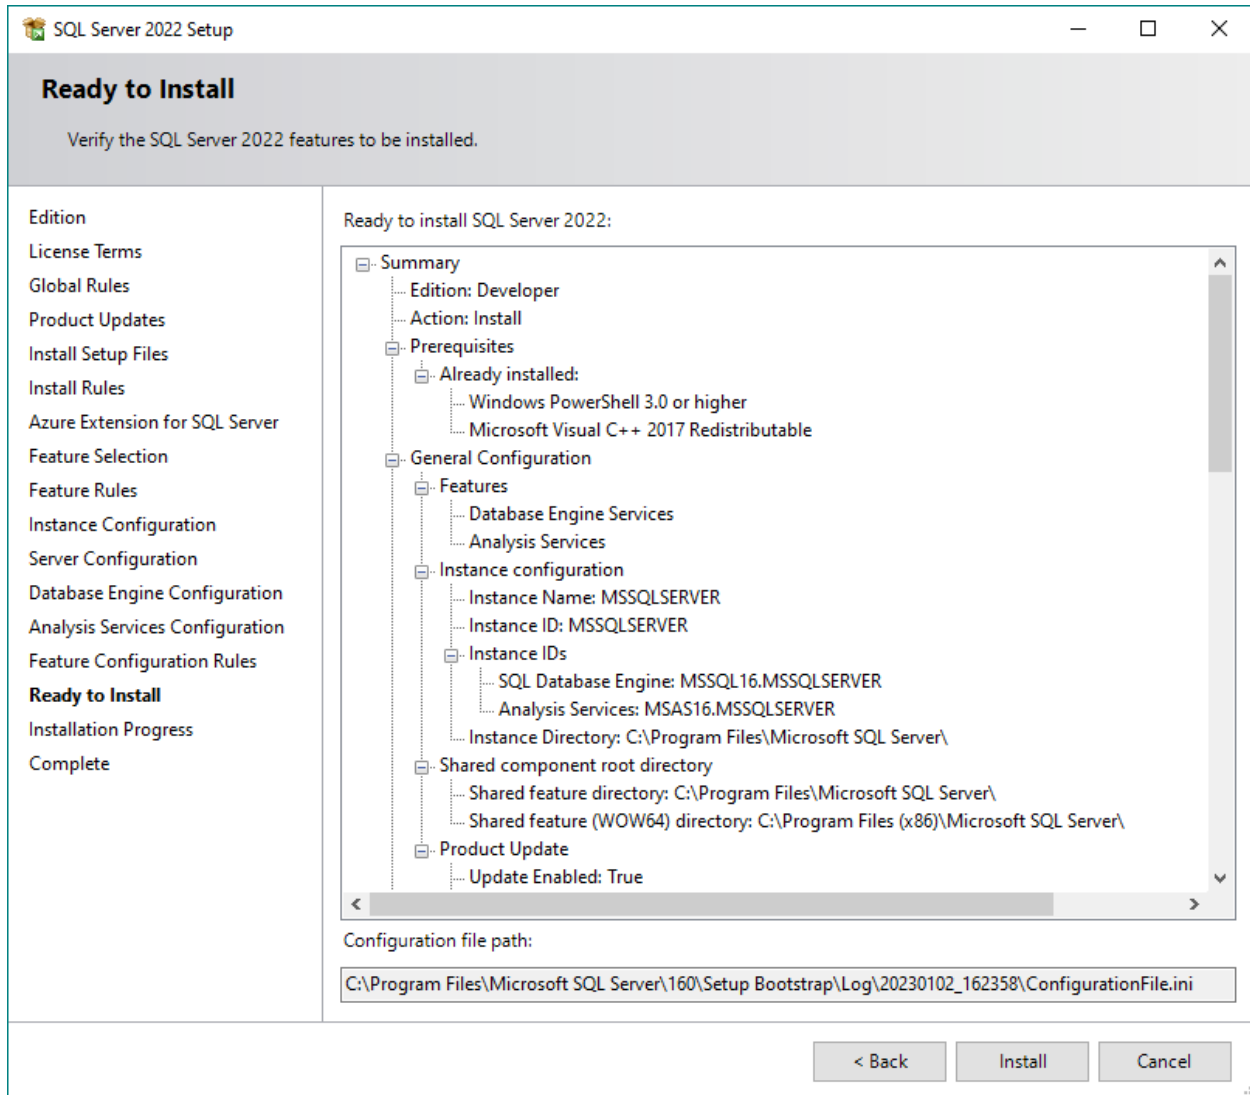 SQL Server 2022 Setup
Ready to Install
Verify the SQL Server 2022 features to be installed.
Edition
License Terms
Global Rules
Product Updates
Install Setup Files
Install Rules
Azure Extension for SQL Server
Feature Selection
Feature Rules
Instance Configuration
Server Configuration
Database Engine Configuration
Analysis Services Configuration
Feature Configuration Rules
Ready to Install
Installation Progress
Complete
Ready to install SQL Server 2022:
Summary
Edition: Developer
Action: Install
Prerequisites
Already installed:
Windows PowerShell 3.0 or higher
Microsoft Visual C++ 2017 Redistributable
General Configuration
Features
Database Engine Services
Analysis Services
Instance configuration
Instance Name: MSSQLSERVER
Instance ID: MSSQLSERVER
Instance IDs
SQL Database Engine: MSSQL16.MSSQLSERVER
Analysis Services: MSAS16.MSSQLSERVER
Instance Directory: C:\Program Files\Microsoft SQL Server\
Shared component root directory
Shared feature directory: C:\Program Files\Microsoft SQL Server\
Shared feature (WOW64) directory: C:\Program Files (x86)\Microsoft SQL Server\
Product Update
Update Enabled: True
Configuration file path:
C:\Program Files\Microsoft SQL Server\160\Setup Bootstrap\Log\20230102_162358\ConfigurationFile.ini
< Back
Install
Cancel